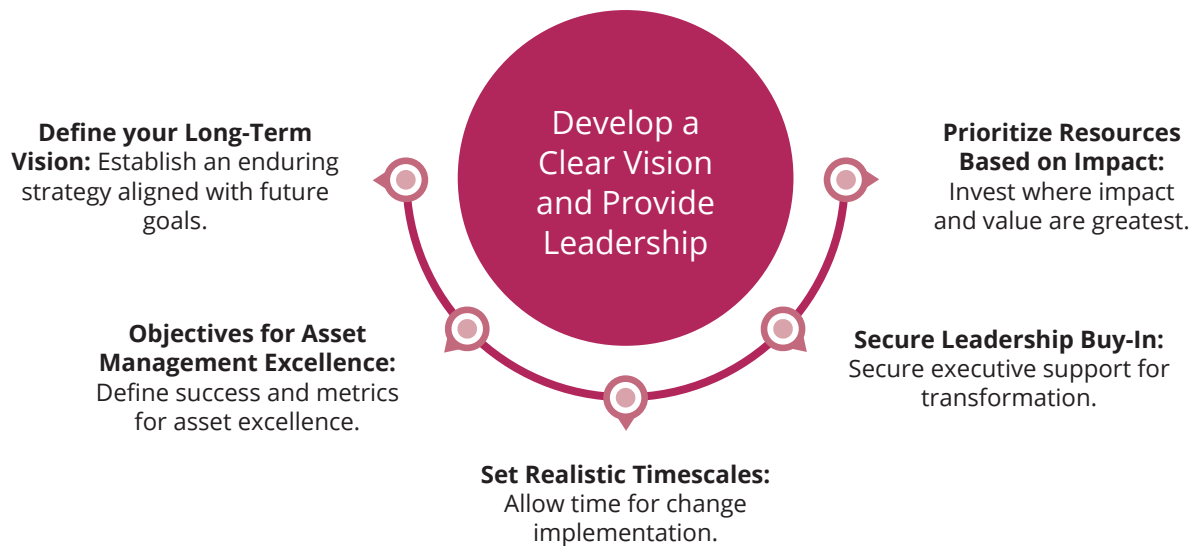 Develop a
Clear Vision
and Provide
Leadership
Define your Long-Term
Vision: Establish an enduring
strategy aligned with future
goals.
Objectives for Asset
Management Excellence:
Define success and metrics
for asset excellence.
Set Realistic Timescales:
Allow time for change
implementation.
Secure Leadership Buy-In:
Secure executive support for
transformation.
Prioritize Resources
Based on Impact:
Invest where impact
and value are greatest.